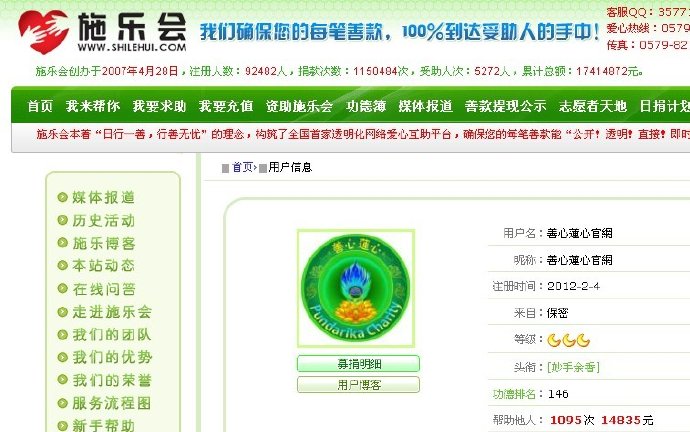 施乐会
WWW.SHILEHUI.COM
我们确保您的每笔善款，100%到达受助人的手中！
客服QQ：35771
爱心热线：0579-8
传真：0579-82
施乐会创办于2007年4月28日，注册人数：92482人，捐款次数：1150484次，受助人次：5272人，累计总额：17414872元。
首页 我来帮你 我要求助 我要充值 资助施乐会 功德簿 媒体报道 善款提现公示 志愿者天地 日捐计划
施乐会本着“日行一善，行善无忧”的理念，构筑了全国首家透明化网络爱心互助平台，确保您的每笔善款能“公开！透明！直接！即时
首页>用户信息
媒体报道
历史活动
施乐博客
本站动态
在线问答
走进施乐会
我们的团队
我们的优势
我们的荣誉
服务流程图
新手帮助
善心蓮心
Pundarika Charity
募捐明细
用户博客
用户名：善心蓮心官網
昵称：善心蓮心官網
注册时间：2012-2-4
来自：保密
等级：
头衔：[妙手余香]
功德排名：146
帮助他人：1095次 14835元